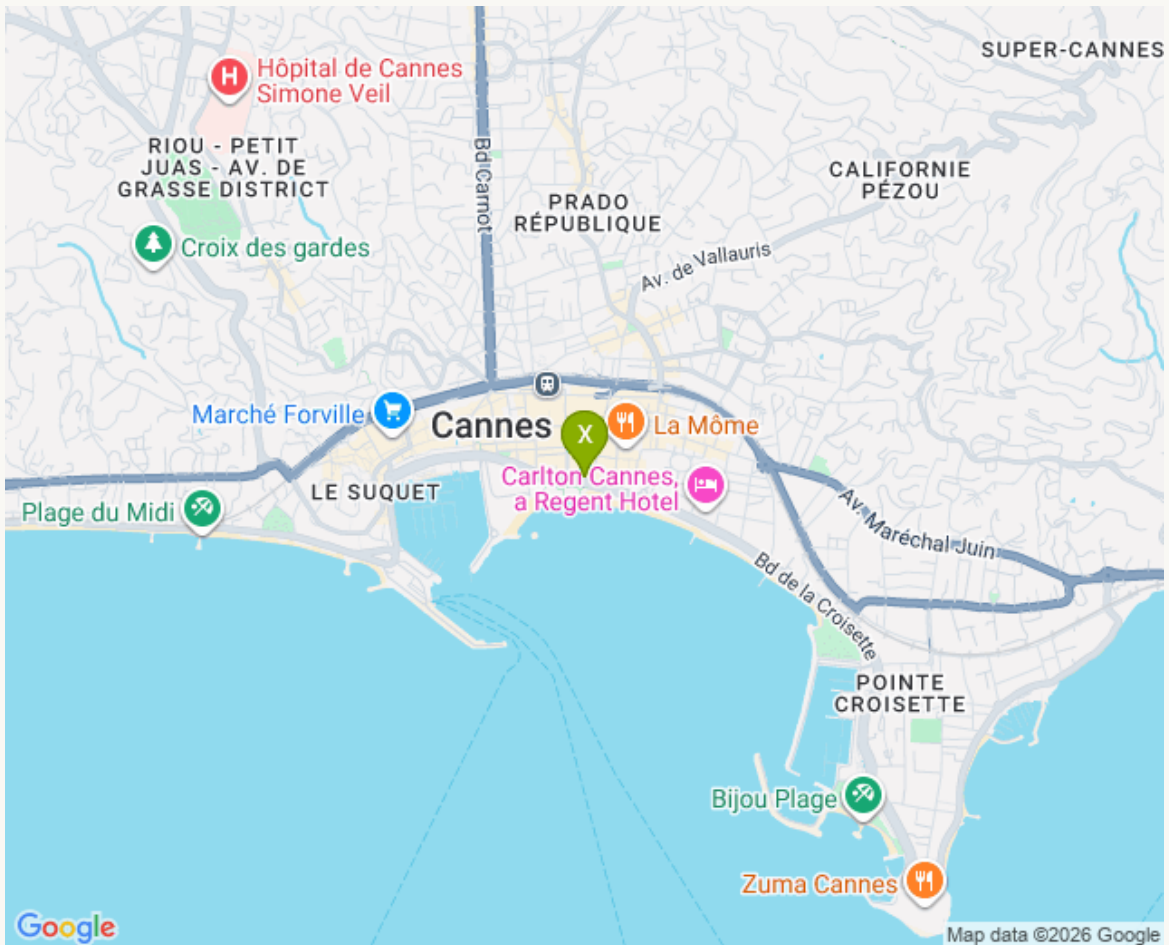 SUPER-CANNES
Hôpital de Cannes
Simone Veil
RIOU - PETIT
JUAS - AV. DE
GRASSE DISTRICT
Bd Carnot
CALIFORNIE
PÉZOU
PRADO
RÉPUBLIQUE
Croix des gardes
Av. de Vallauris
Marché Forville
Cannes
X
La Môme
Carlton Cannes,
a Regent Hotel
LE SUQUET
Plage du Midi
Av. Maréchal Juin
Bd de la Croisette
POINTE
CROISETTE
Bijou Plage
Zuma Cannes
Google
Map data ©2026 Google
H